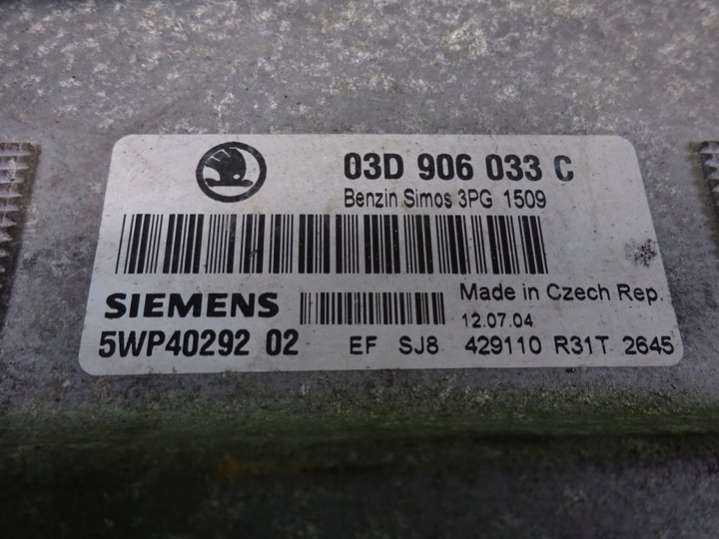 03D 906 033 C
Benzin Simos 3PG 1509
SIEMENS
Made in Czech Rep.
12.07.04
5WP40292 02 EF SJ8 429110 R31T 2645